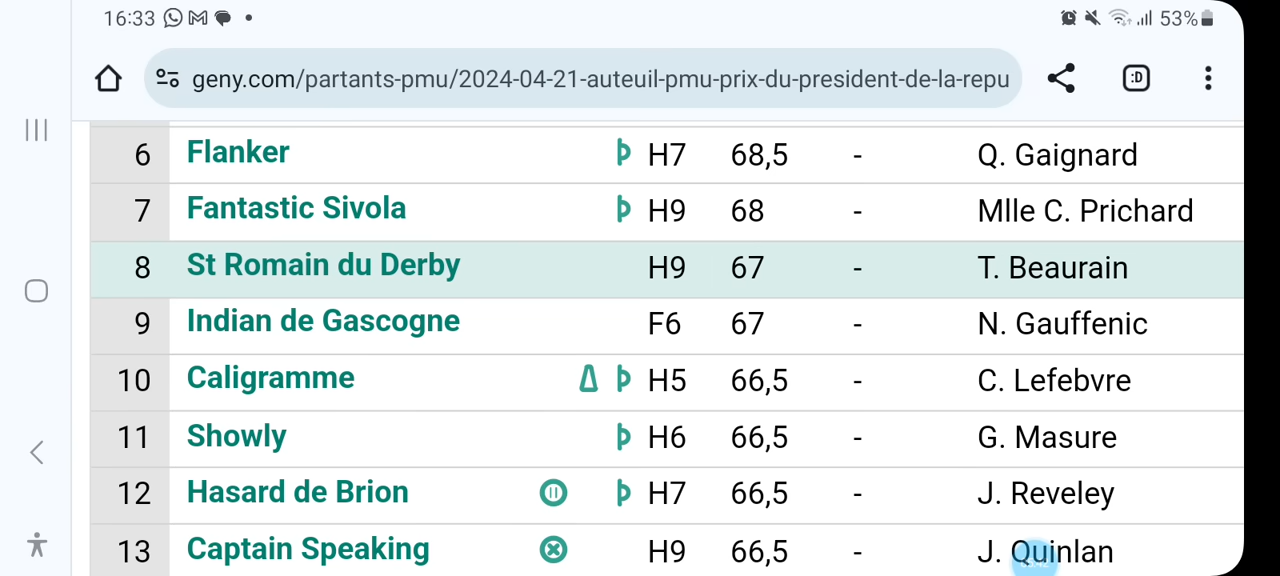 16:33 53%
geny.com/partants-pmu/2024-04-21-auteuil-pmu-prix-du-president-de-la-repu :D
6 Flanker H7 68,5 - Q. Gaignard
7 Fantastic Sivola H9 68 - Mlle C. Prichard
8 St Romain du Derby H9 67 - T. Beaurain
9 Indian de Gascogne F6 67 - N. Gauffenic
10 Caligramme H5 66,5 - C. Lefebvre
11 Showly H6 66,5 - G. Masure
12 Hasard de Brion H7 66,5 - J. Reveley
13 Captain Speaking H9 66,5 - J. Quinlan